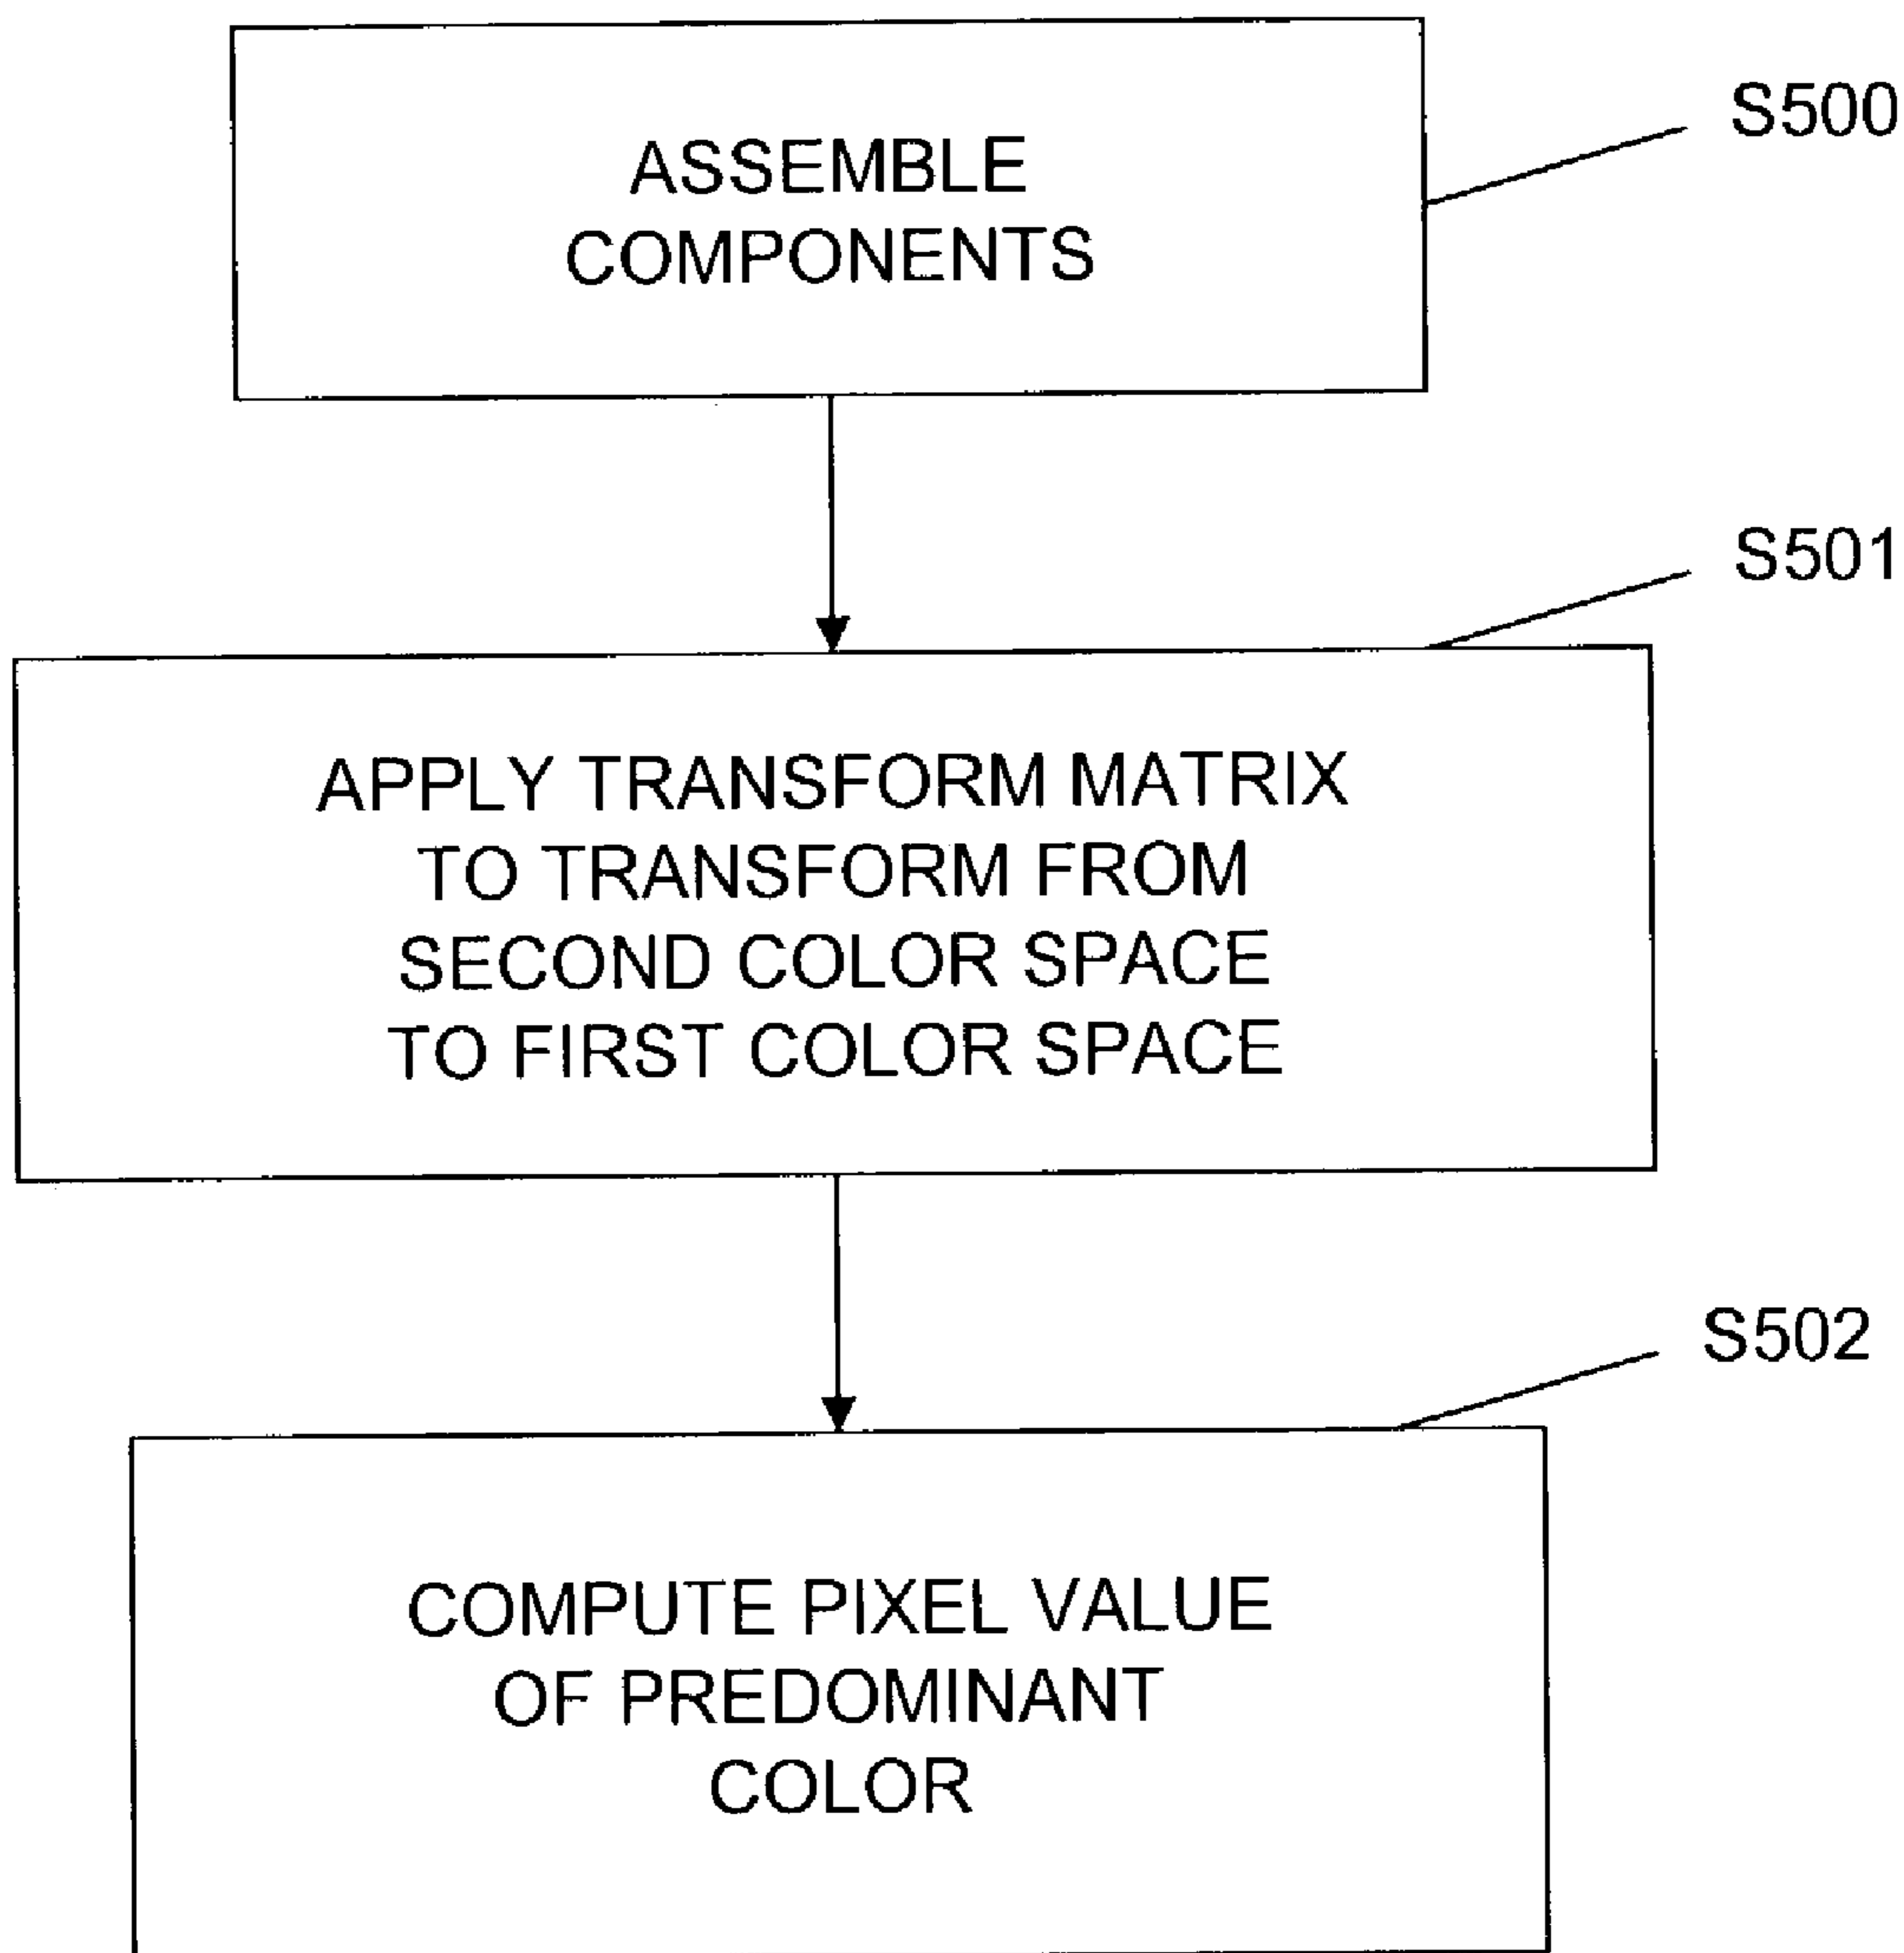 S500
ASSEMBLE
COMPONENTS
S501
APPLY TRANSFORM MATRIX
TO TRANSFORM FROM
SECOND COLOR SPACE
TO FIRST COLOR SPACE
S502
COMPUTE PIXEL VALUE
OF PREDOMINANT
COLOR